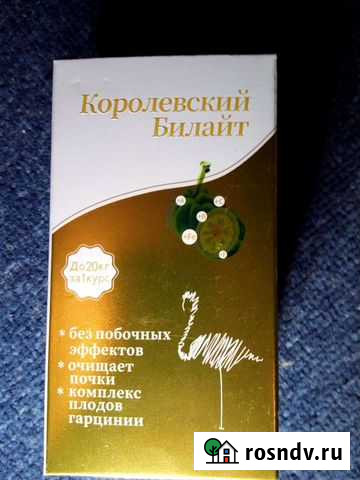 Королевский
Билайт
До 20 кг
за 1 курс
* без побочных
эффектов
* очищает
почки
* комплекс
плодов
гарцинии
rosndv.ru